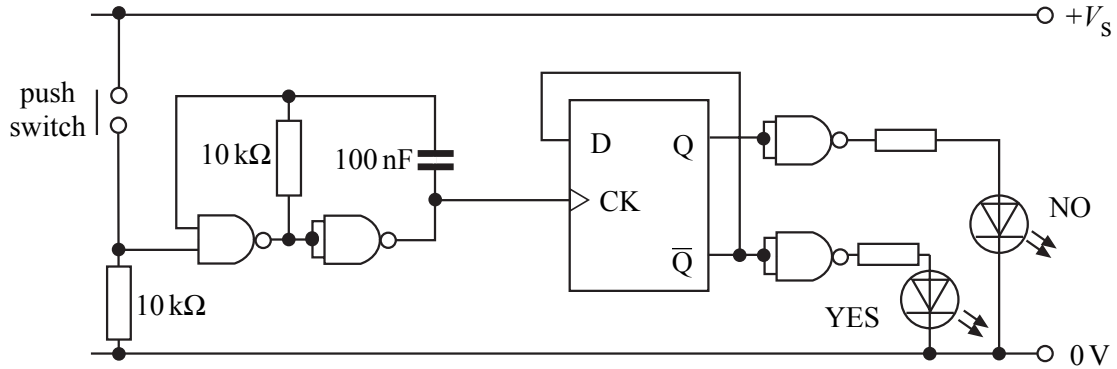 +Vs
push
switch
10 kΩ
100 nF
D
Q
CK
NO
Q̅
10 kΩ
YES
0 V